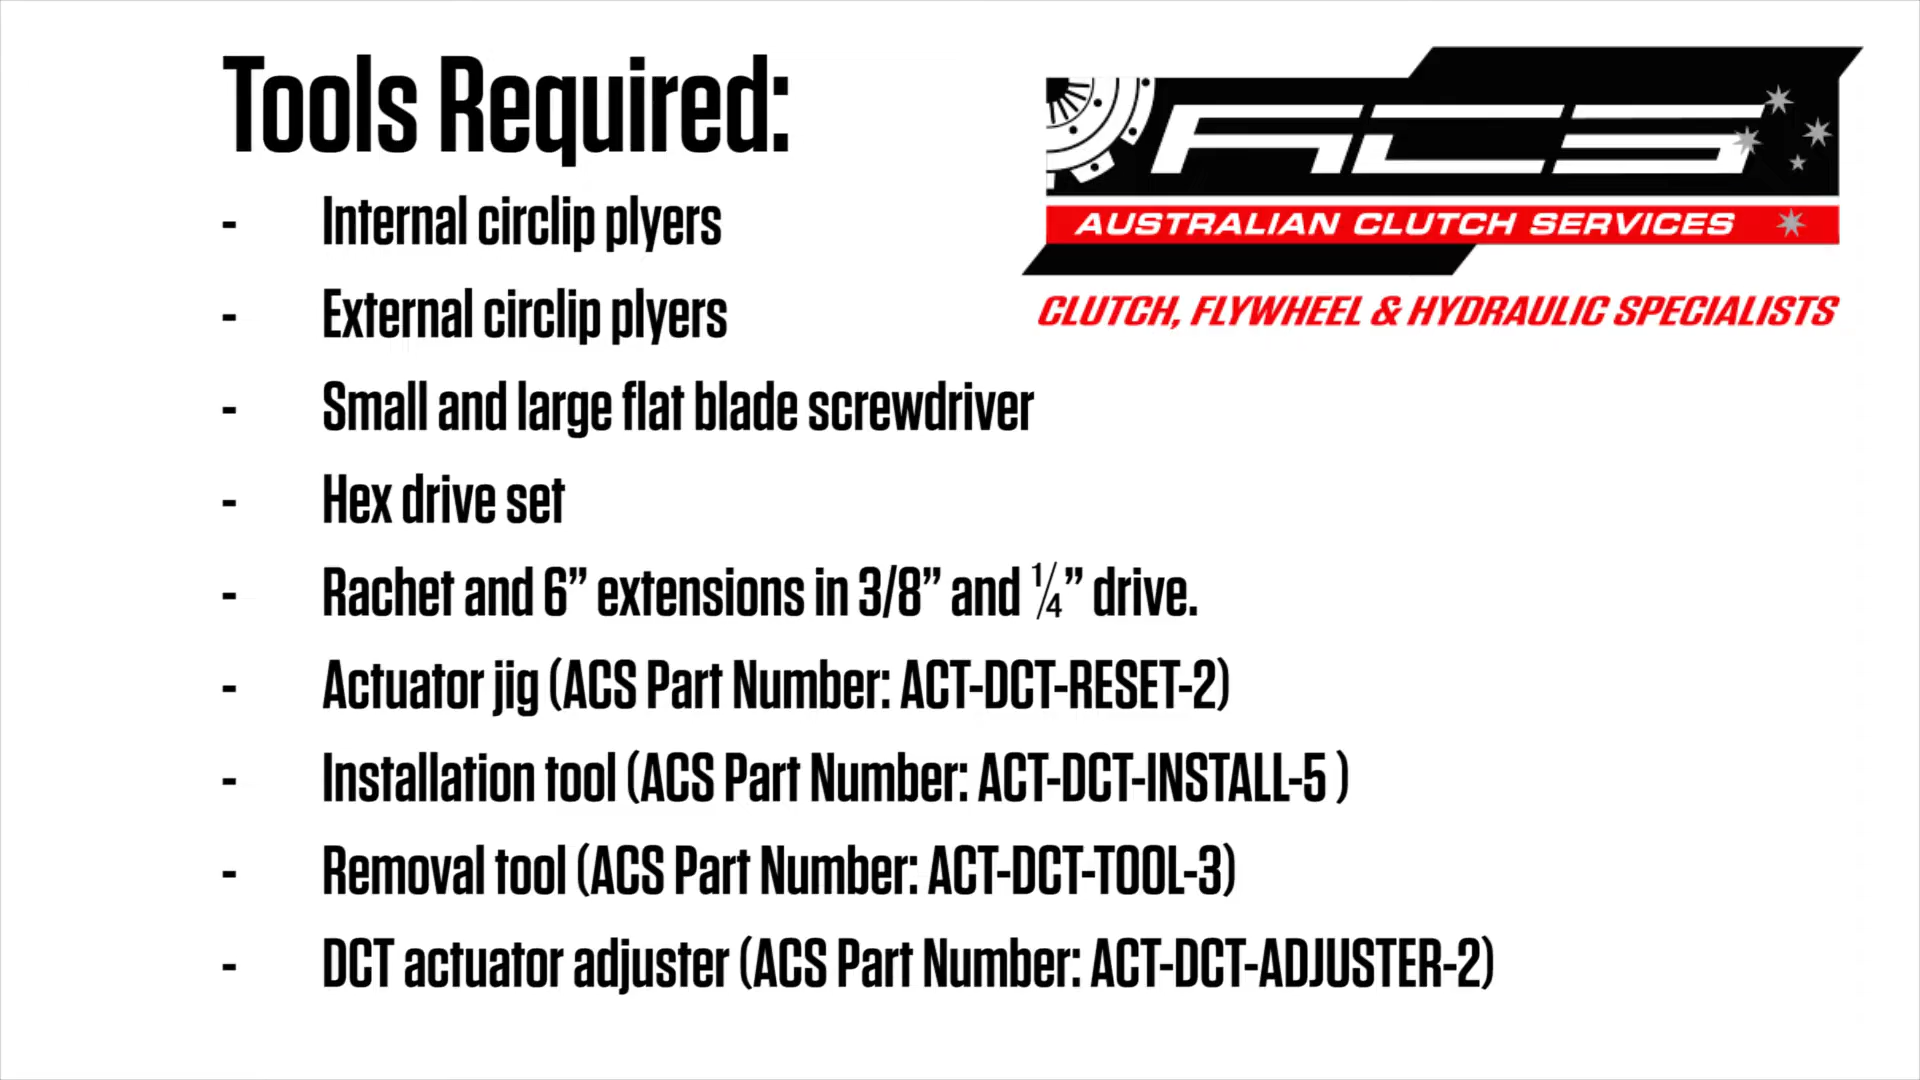 Tools Required:
- Internal circlip plyers
- External circlip plyers
- Small and large flat blade screwdriver
- Hex drive set
- Rachet and 6” extensions in 3/8” and ¼” drive.
- Actuator jig (ACS Part Number: ACT-DCT-RESET-2)
- Installation tool (ACS Part Number: ACT-DCT-INSTALL-5 )
- Removal tool (ACS Part Number: ACT-DCT-TOOL-3)
- DCT actuator adjuster (ACS Part Number: ACT-DCT-ADJUSTER-2)
ACS
AUSTRALIAN CLUTCH SERVICES
CLUTCH, FLYWHEEL & HYDRAULIC SPECIALISTS